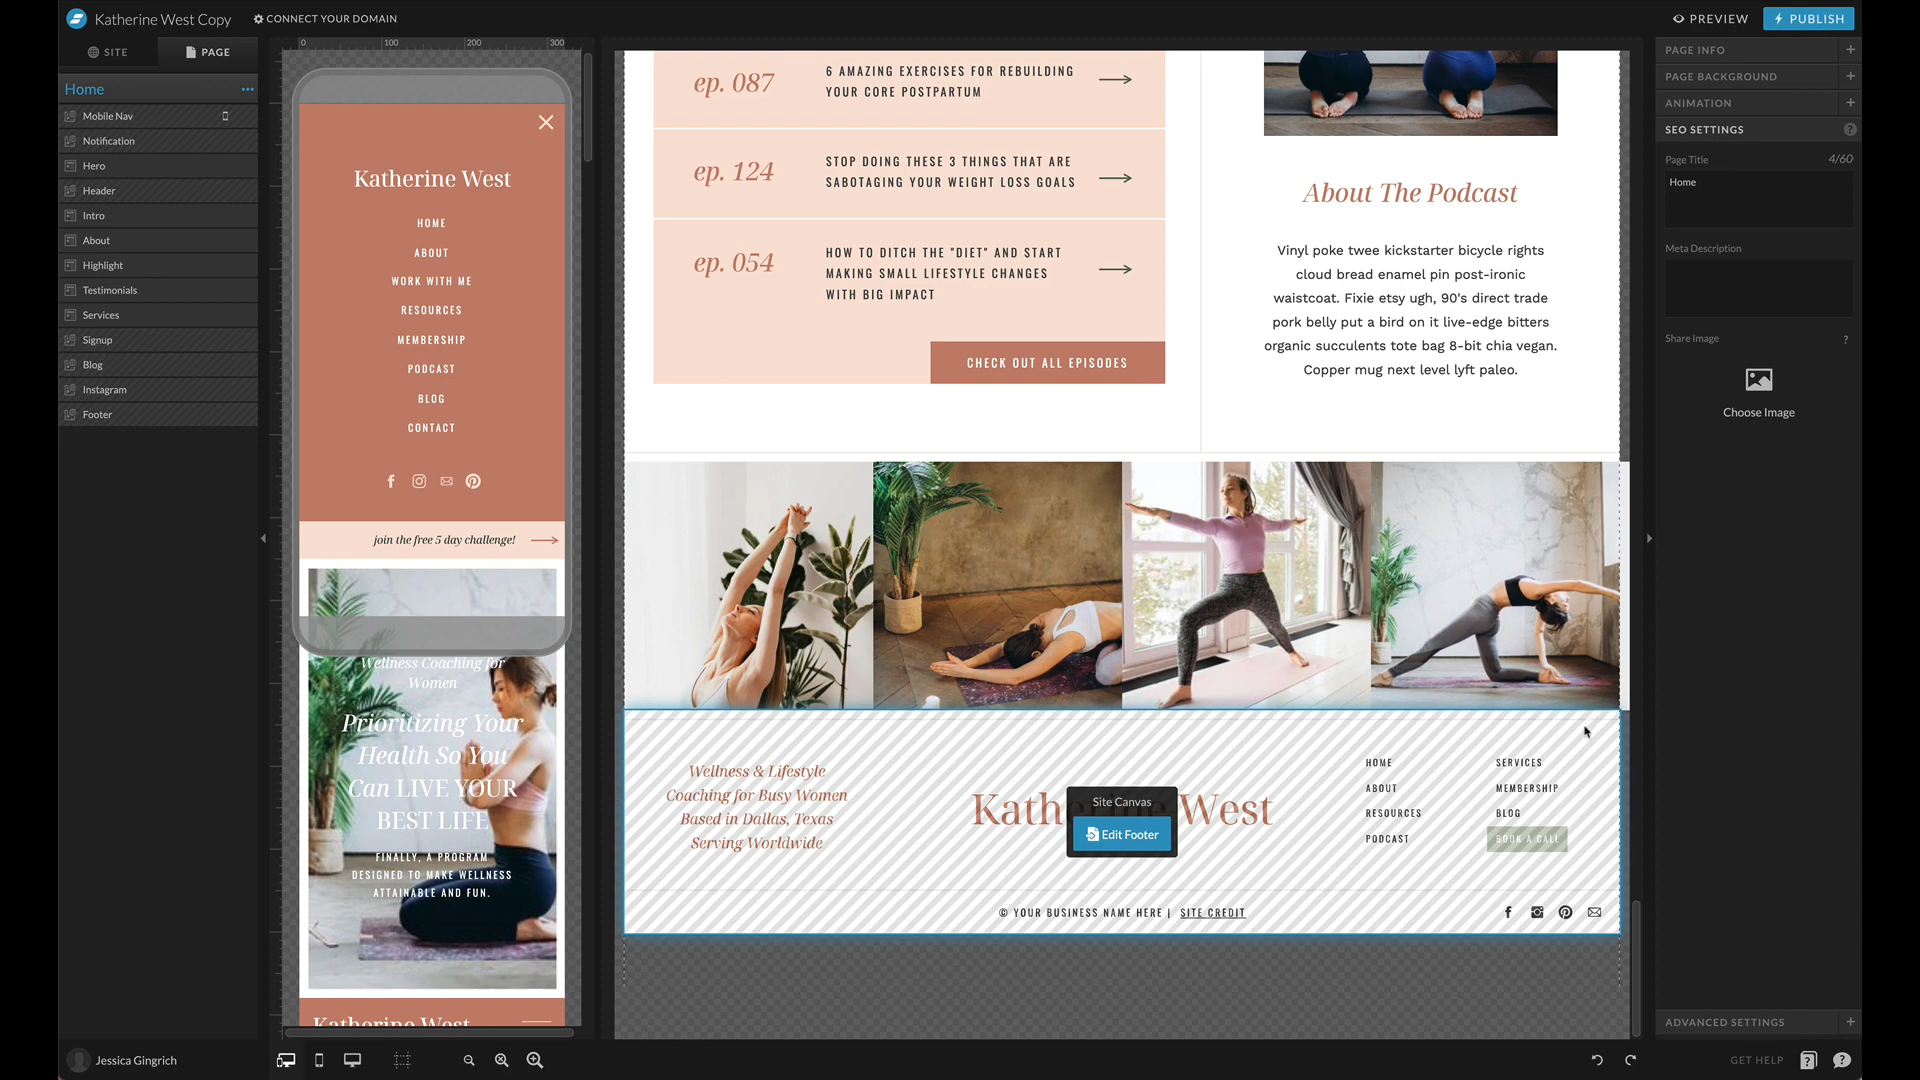 Katherine West Copy
CONNECT YOUR DOMAIN
PREVIEW
PUBLISH
SITE
PAGE
Home
Mobile Nav
Notification
Hero
Header
Intro
About
Highlight
Testimonials
Services
Signup
Blog
Instagram
Footer
0 100 200 300
Katherine West
HOME
ABOUT
WORK WITH ME
RESOURCES
MEMBERSHIP
PODCAST
BLOG
CONTACT
join the free 5 day challenge!
Wellness Coaching for
Women
Prioritizing Your
Health So You
Can LIVE YOUR
BEST LIFE
FINALLY, A PROGRAM
DESIGNED TO MAKE WELLNESS
ATTAINABLE AND FUN.
Katherine West
ep. 087
6 AMAZING EXERCISES FOR REBUILDING
YOUR CORE POSTPARTUM
ep. 124
STOP DOING THESE 3 THINGS THAT ARE
SABOTAGING YOUR WEIGHT LOSS GOALS
ep. 054
HOW TO DITCH THE "DIET" AND START
MAKING SMALL LIFESTYLE CHANGES
WITH BIG IMPACT
CHECK OUT ALL EPISODES
About The Podcast
Vinyl poke twee kickstarter bicycle rights
cloud bread enamel pin post-ironic
waistcoat. Fixie etsy ugh, 90's direct trade
pork belly put a bird on it live-edge bitters
organic succulents tote bag 8-bit chia vegan.
Copper mug next level lyft paleo.
Wellness & Lifestyle
Coaching for Busy Women
Based in Dallas, Texas
Serving Worldwide
Katherine West
Site Canvas
Edit Footer
HOME
ABOUT
RESOURCES
PODCAST
SERVICES
MEMBERSHIP
BLOG
BOOK A CALL
© YOUR BUSINESS NAME HERE | SITE CREDIT
PAGE INFO
PAGE BACKGROUND
ANIMATION
SEO SETTINGS
Page Title 4/60
Home
Meta Description
Share Image ?
Choose Image
ADVANCED SETTINGS
Jessica Gingrich
GET HELP